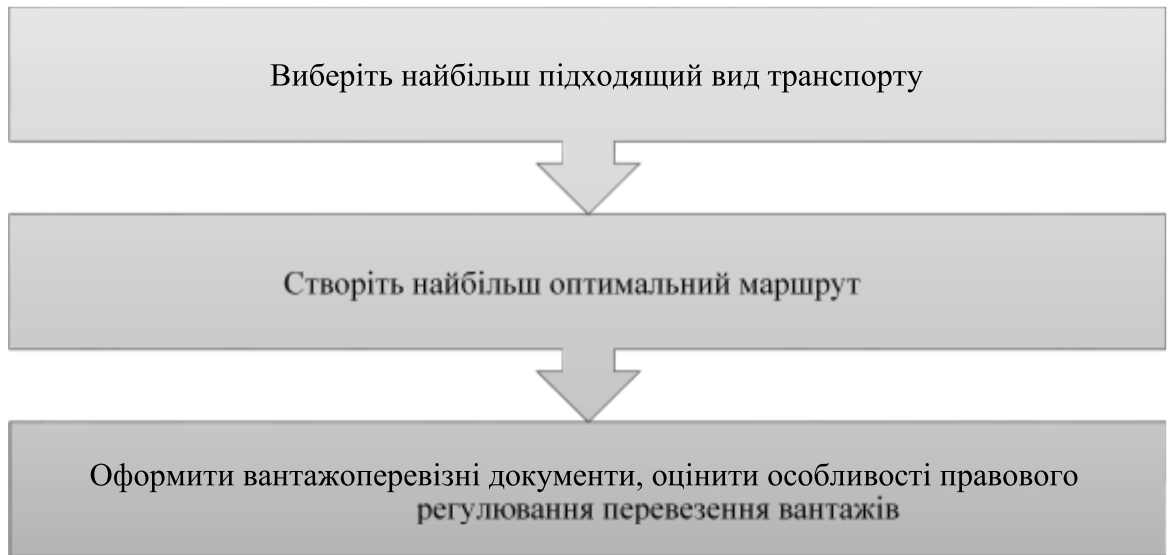 Виберіть найбільш підходящий вид транспорту
Створіть найбільш оптимальний маршрут
Оформити вантажоперевізні документи, оцінити особливості правового
регулювання перевезення вантажів